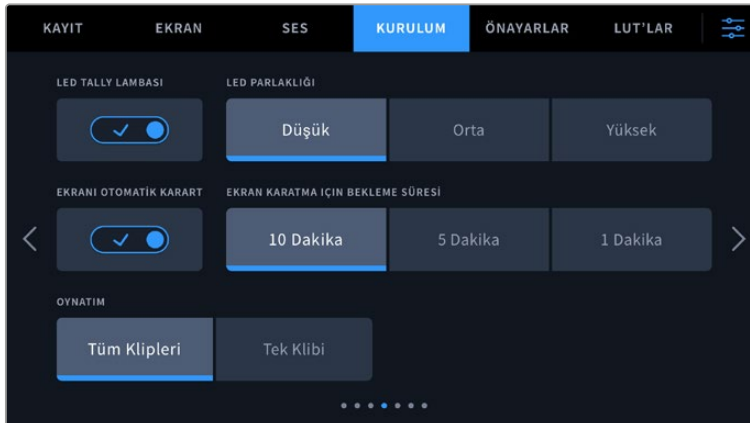 KAYIT EKRAN SES KURULUM ÖNAYARLAR LUT'LAR
LED TALLY LAMBASI LED PARLAKLIĞI
Düşük Orta Yüksek
EKRANI OTOMATİK KARART EKRAN KARATMA IÇIN BEKLEME SÜRESİ
10 Dakika 5 Dakika 1 Dakika
OYNATIM
Tüm Klipleri Tek Klibi